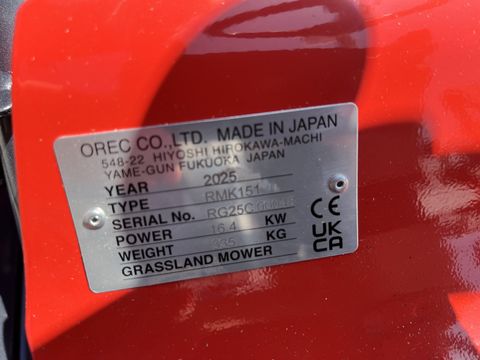 OREC CO.,LTD. MADE IN JAPAN
548-22 HIYOSHI HIROKAWA-MACHI
YAME-GUN FUKUOKA JAPAN
YEAR 2025
TYPE RMK151
SERIAL No.
POWER 16.4 KW
WEIGHT 335 KG
GRASSLAND MOWER
CE
UK
CA